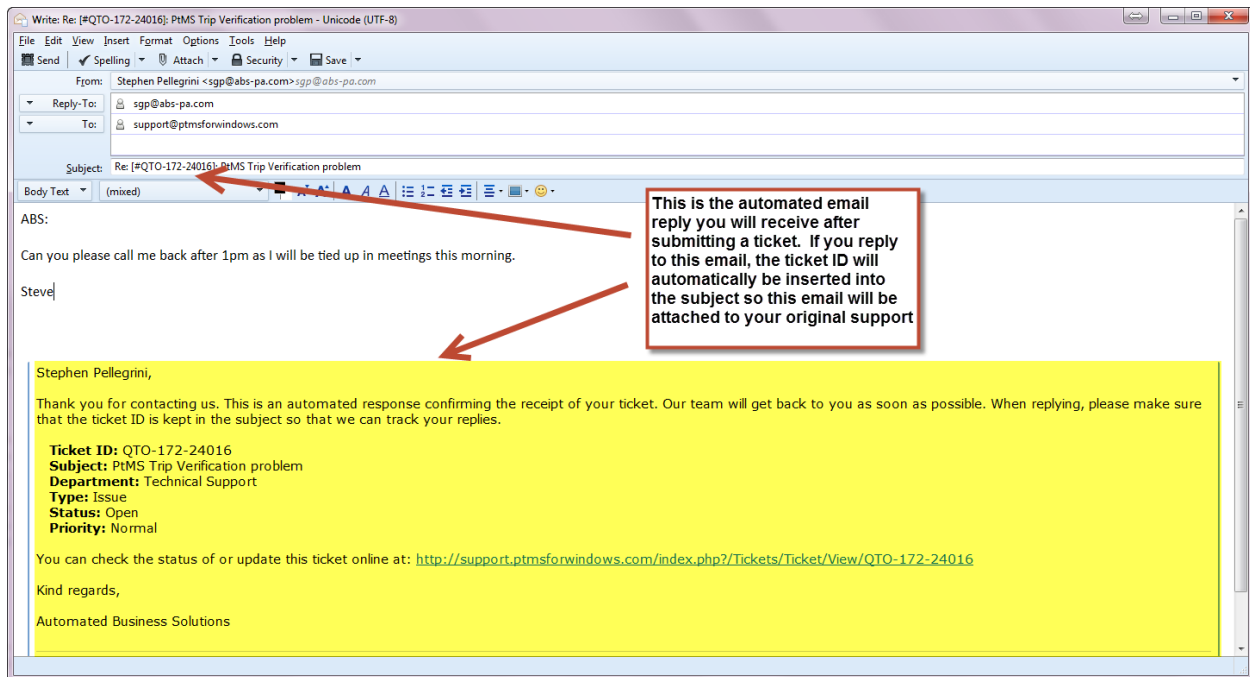 Write: Re: [#QTO-172-24016]: PtMS Trip Verification problem - Unicode (UTF-8)
File Edit View Insert Format Options Tools Help
Send Spelling Attach Security Save
From: Stephen Pellegrini <sgp@abs-pa.com> sgp@abs-pa.com
Reply-To: sgp@abs-pa.com
To: support@ptmsforwindows.com
Subject: Re: [#QTO-172-24016]: PtMS Trip Verification problem
Body Text (mixed)
ABS:
Can you please call me back after 1pm as I will be tied up in meetings this morning.
Steve
This is the automated email
reply you will receive after
submitting a ticket. If you reply
to this email, the ticket ID will
automatically be inserted into
the subject so this email will be
attached to your original support
Stephen Pellegrini,
Thank you for contacting us. This is an automated response confirming the receipt of your ticket. Our team will get back to you as soon as possible. When replying, please make sure
that the ticket ID is kept in the subject so that we can track your replies.
Ticket ID: QTO-172-24016
Subject: PtMS Trip Verification problem
Department: Technical Support
Type: Issue
Status: Open
Priority: Normal
You can check the status of or update this ticket online at: http://support.ptmsforwindows.com/index.php?/Tickets/Ticket/View/QTO-172-24016
Kind regards,
Automated Business Solutions